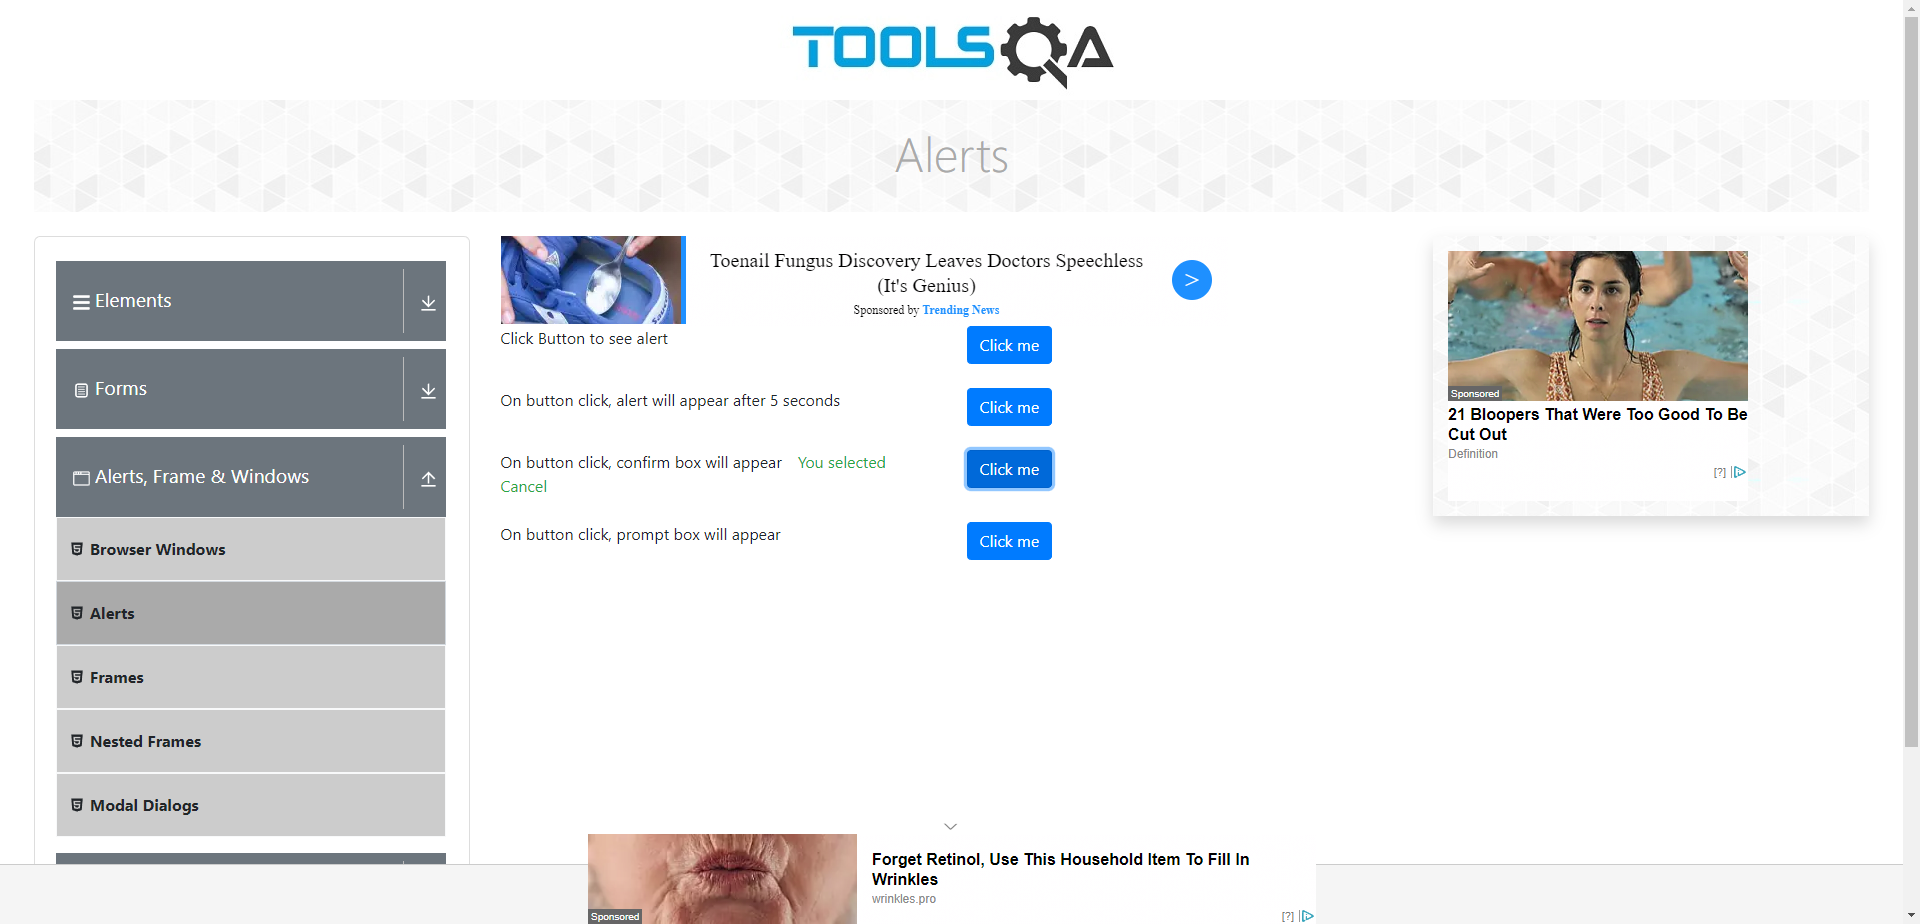 TOOLSQA
Alerts
Elements
Forms
Alerts, Frame & Windows
Browser Windows
Alerts
Frames
Nested Frames
Modal Dialogs
Toenail Fungus Discovery Leaves Doctors Speechless
(It's Genius)
Sponsored by Trending News
>
Click Button to see alert
Click me
On button click, alert will appear after 5 seconds
Click me
On button click, confirm box will appear You selected
Cancel
Click me
On button click, prompt box will appear
Click me
Sponsored
21 Bloopers That Were Too Good To Be
Cut Out
Definition
[?]
Sponsored
Forget Retinol, Use This Household Item To Fill In
Wrinkles
wrinkles.pro
[?]